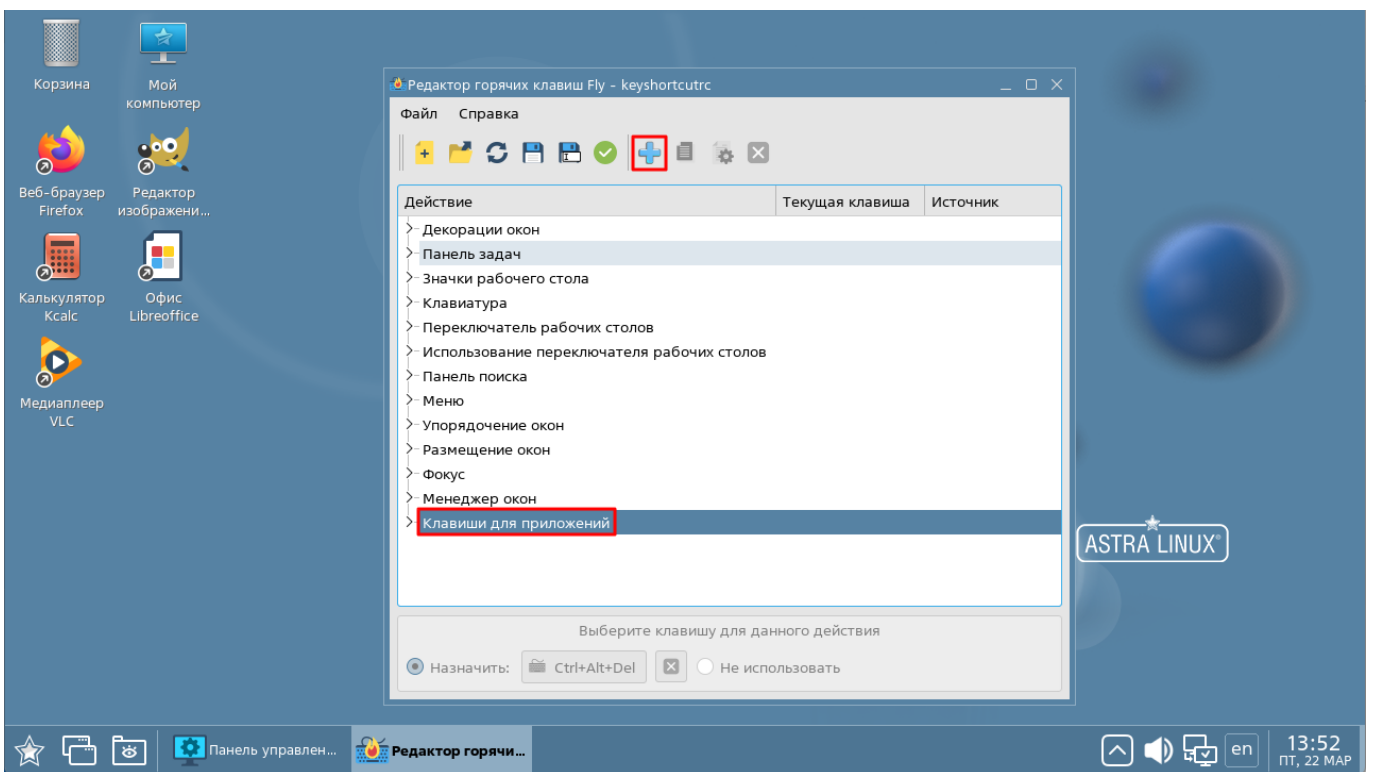 Корзина
Мой
компьютер
Веб-браузер
Firefox
Редактор
изображени...
Калькулятор
Kcalc
Офис
Libreoffice
Медиаплеер
VLC
Редактор горячих клавиш Fly - keyshortcutrc
Файл Справка
Действие Текущая клавиша Источник
Декорации окон
Панель задач
Значки рабочего стола
Клавиатура
Переключатель рабочих столов
Использование переключателя рабочих столов
Панель поиска
Меню
Упорядочение окон
Размещение окон
Фокус
Менеджер окон
Клавиши для приложений
Выберите клавишу для данного действия
Назначить: Ctrl+Alt+Del Не использовать
ASTRA LINUX®
Панель управлен... Редактор горячи... en 13:52
ПТ, 22 МАР